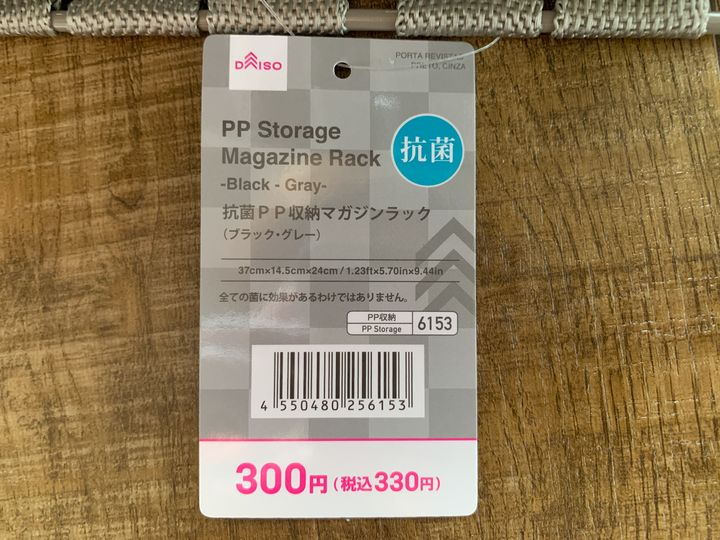 DAISO
PORTA REVISTAS
PRETO, CINZA
PP Storage
Magazine Rack
-Black - Gray-
抗菌
抗菌PP収納マガジンラック
(ブラック・グレー)
37cm×14.5cm×24cm / 1.23ft×5.70in×9.44in
全ての菌に効果があるわけではありません。
PP収納
PP Storage
6153
4 550480 256153
300円(税込330円)